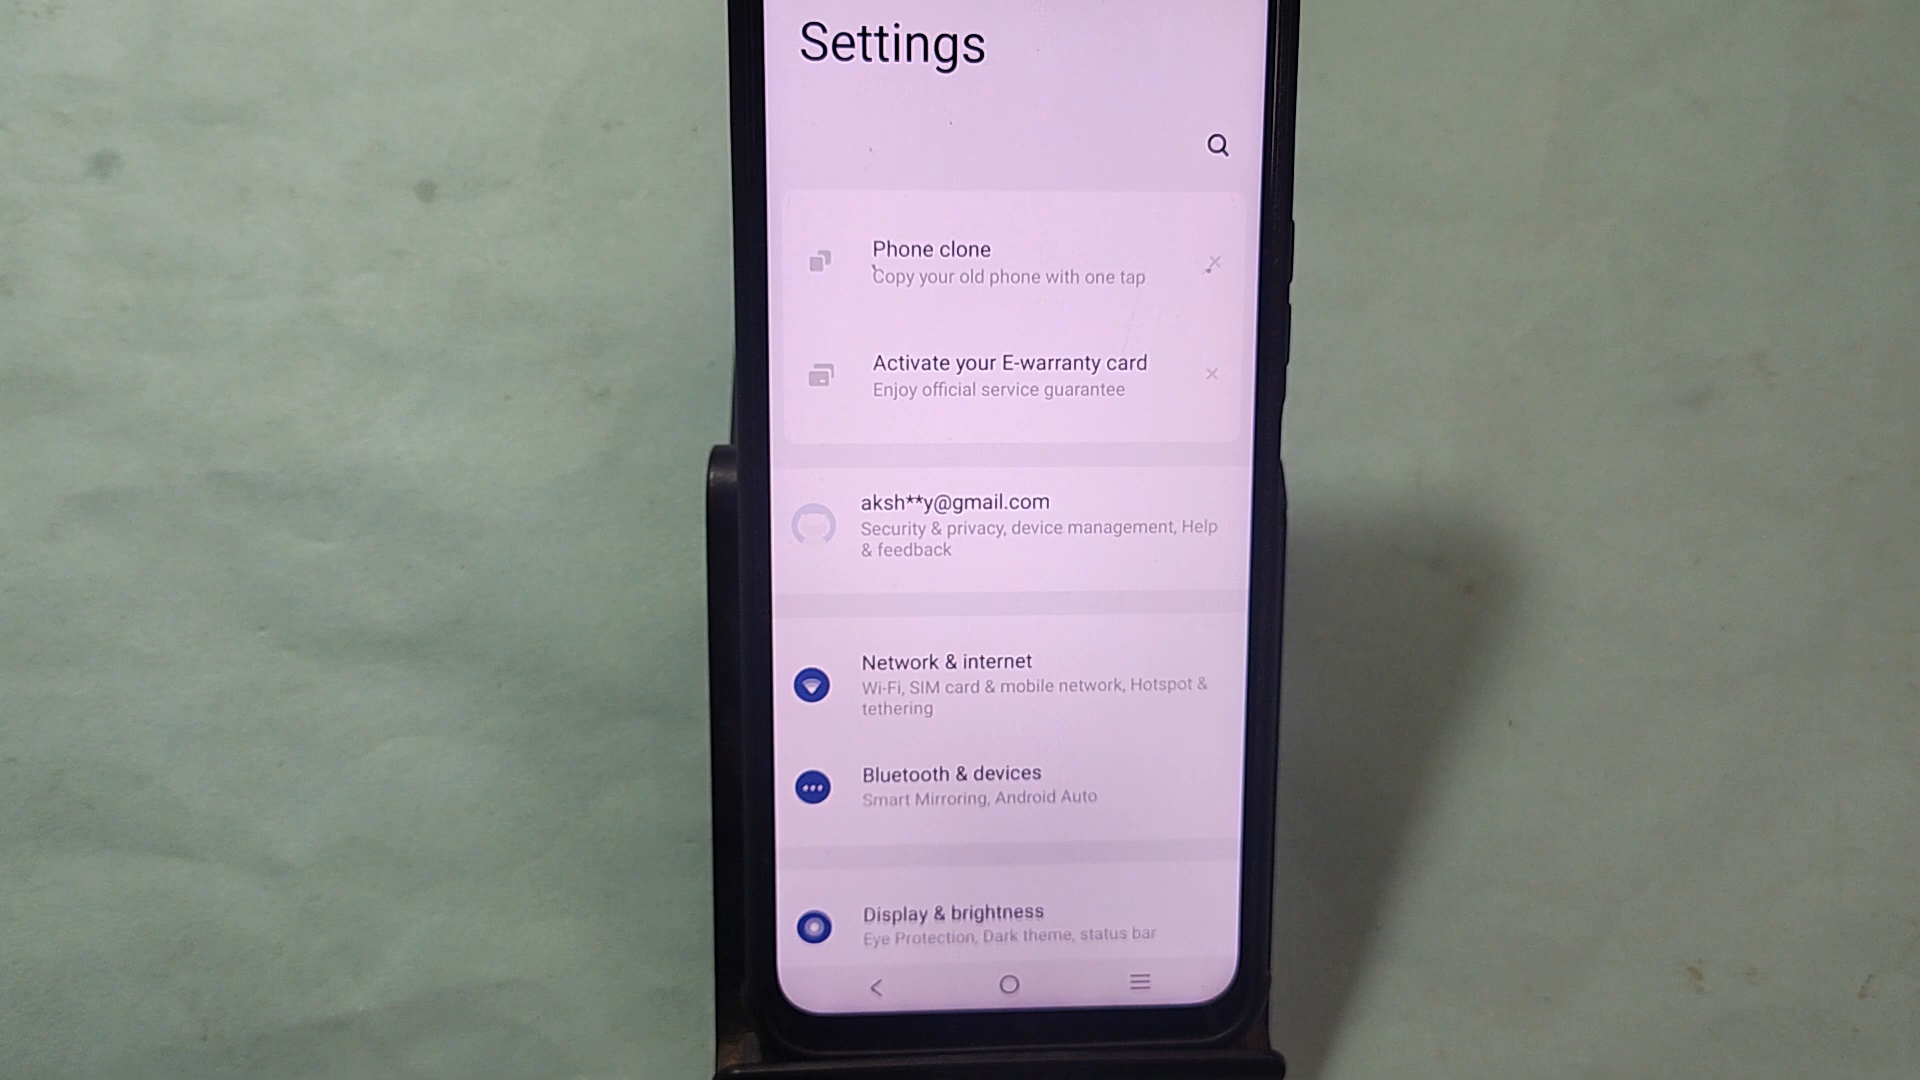 Settings
Phone clone
Copy your old phone with one tap
Activate your E-warranty card
Enjoy official service guarantee
aksh**y@gmail.com
Security & privacy, device management, Help
& feedback
Network & internet
Wi-Fi, SIM card & mobile network, Hotspot &
tethering
Bluetooth & devices
Smart Mirroring, Android Auto
Display & brightness
Eye Protection, Dark theme, status bar